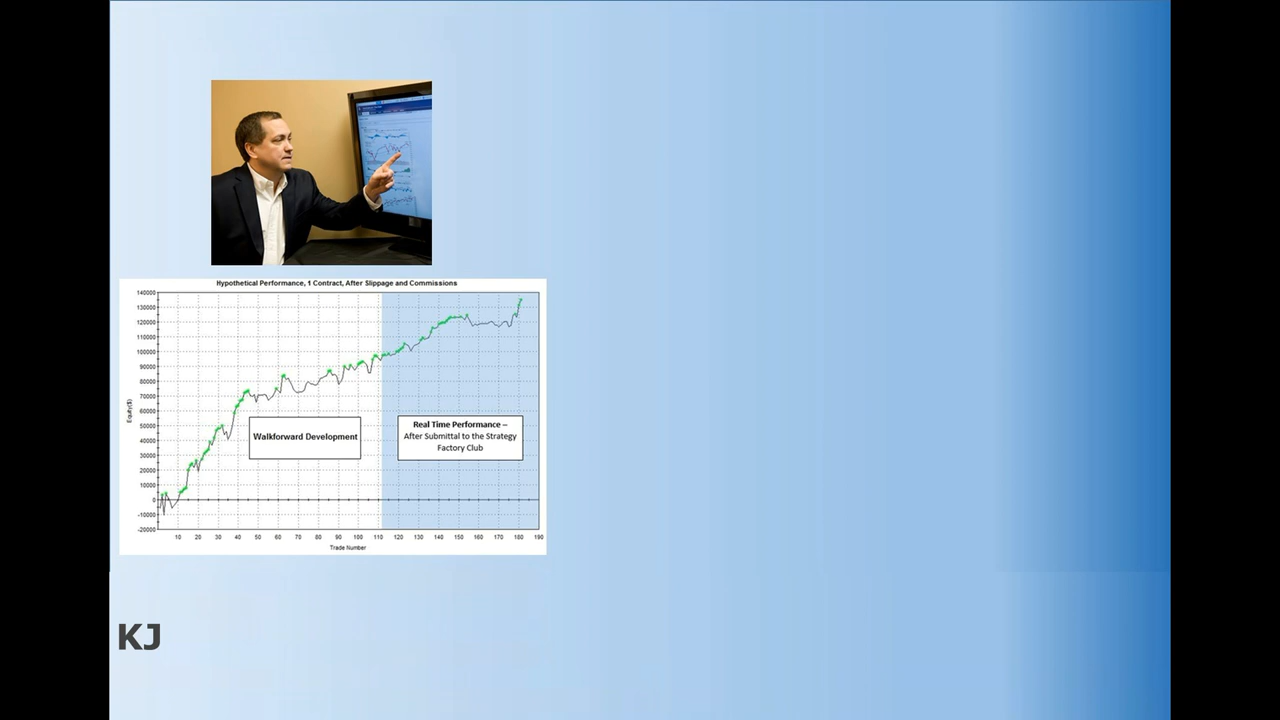 Hypothetical Performance, 1 Contract, After Slippage and Commissions
140000
130000
120000
110000
100000
90000
80000
70000
60000
50000
40000
30000
20000
10000
0
-10000
-20000
Equity($)
Walkforward Development
Real Time Performance –
After Submittal to the Strategy
Factory Club
10 20 30 40 50 60 70 80 90 100 110 120 130 140 150 160 170 180 190
Trade Number
KJ